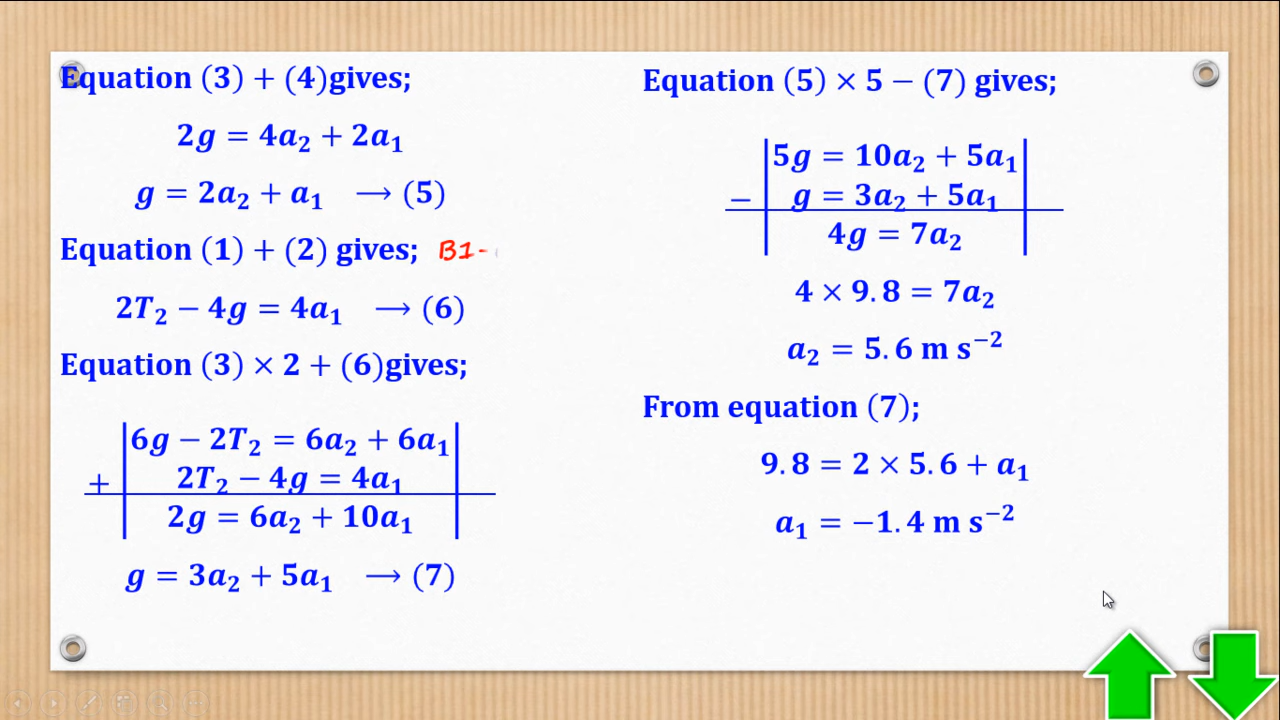 Equation (3) + (4)gives;
2g = 4a₂ + 2a₁
g = 2a₂ + a₁ ⟶ (5)
Equation (1) + (2) gives; B1-
2T₂ − 4g = 4a₁ ⟶ (6)
Equation (3) × 2 + (6)gives;
6g − 2T₂ = 6a₂ + 6a₁
+ 2T₂ − 4g = 4a₁
2g = 6a₂ + 10a₁
g = 3a₂ + 5a₁ ⟶ (7)
Equation (5) × 5 − (7) gives;
5g = 10a₂ + 5a₁
− g = 3a₂ + 5a₁
4g = 7a₂
4 × 9.8 = 7a₂
a₂ = 5.6 m s⁻²
From equation (7);
9.8 = 2 × 5.6 + a₁
a₁ = −1.4 m s⁻²